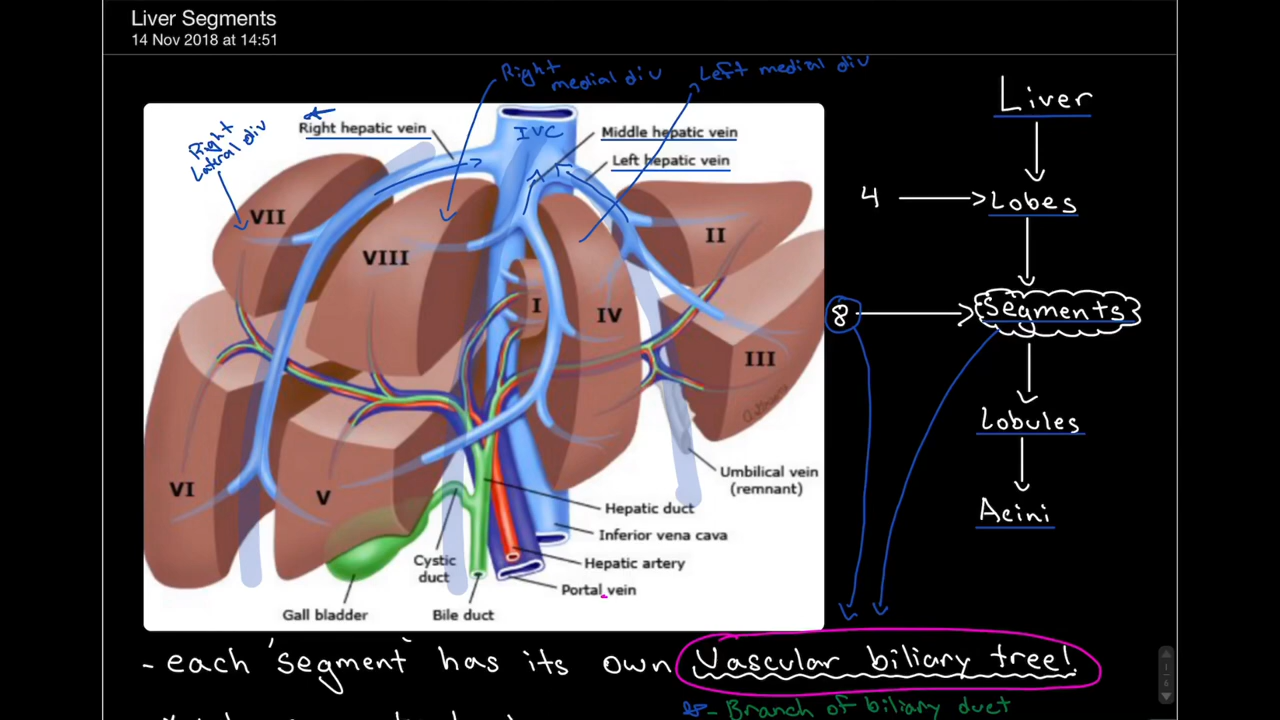 Liver Segments
14 Nov 2018 at 14:51
Right medial div
Left medial div
Right Lateral div
Right hepatic vein
IVC
Middle hepatic vein
Left hepatic vein
VII
VIII
I
IV
II
III
VI
V
Umbilical vein
(remnant)
Hepatic duct
Inferior vena cava
Hepatic artery
Portal vein
Cystic
duct
Gall bladder
Bile duct
Liver
4
Lobes
8
Segments
Lobules
Acini
- each 'segment' has its own Vascular biliary tree!
- Branch of biliary duct